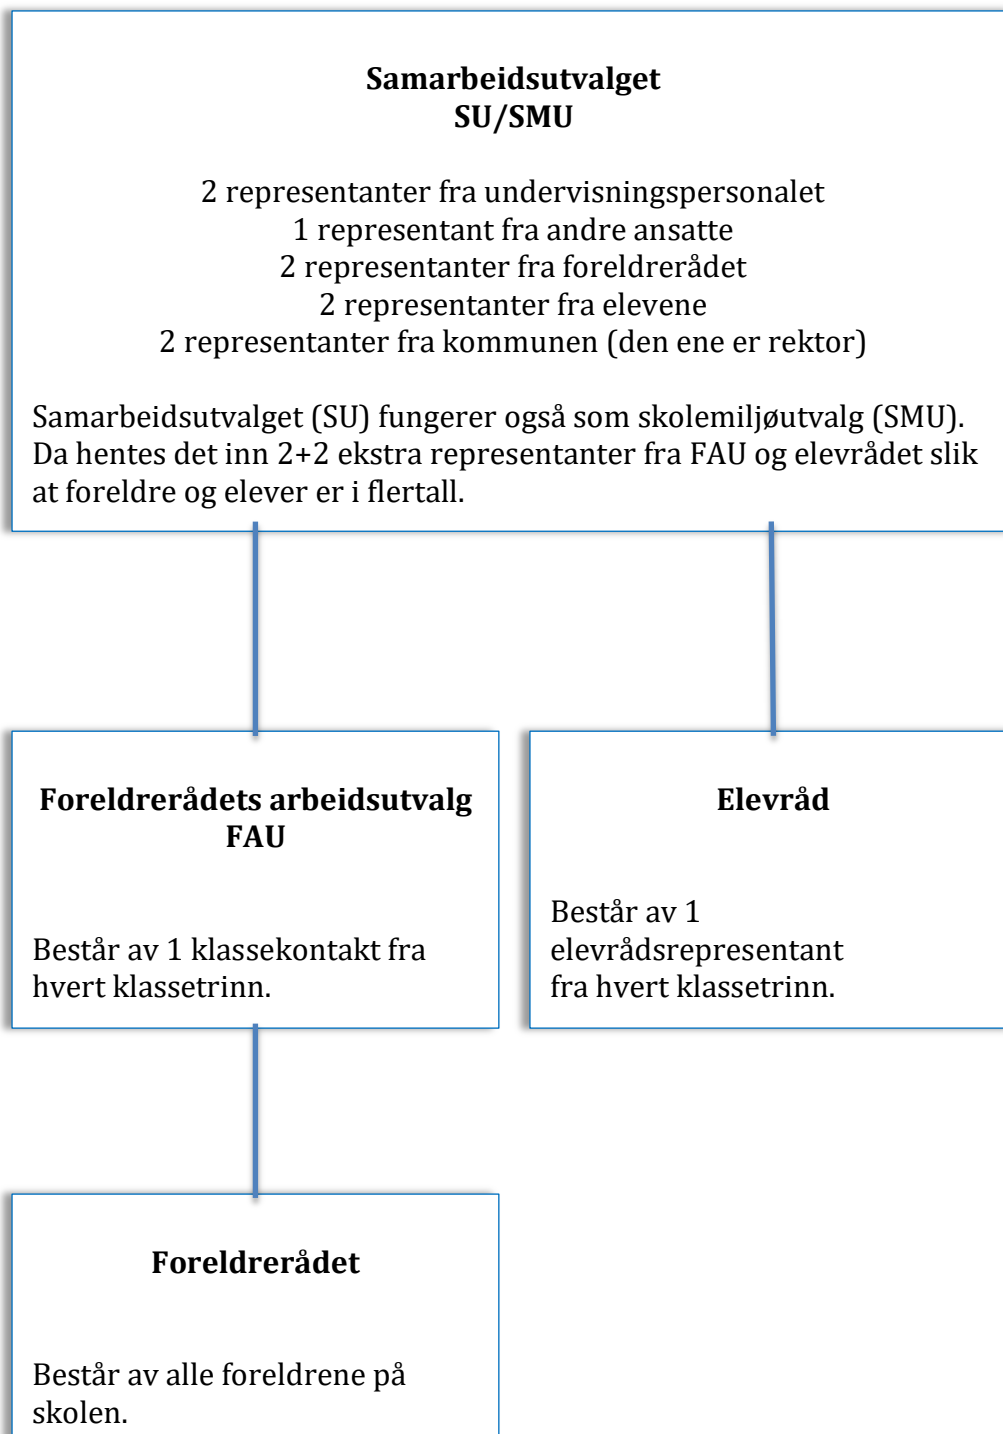 Samarbeidsutvalget
SU/SMU
2 representanter fra undervisningspersonalet
1 representant fra andre ansatte
2 representanter fra foreldrerådet
2 representanter fra elevene
2 representanter fra kommunen (den ene er rektor)
Samarbeidsutvalget (SU) fungerer også som skolemiljøutvalg (SMU).
Da hentes det inn 2+2 ekstra representanter fra FAU og elevrådet slik
at foreldre og elever er i flertall.
Foreldrerådets arbeidsutvalg
FAU
Består av 1 klassekontakt fra
hvert klassetrinn.
Elevråd
Består av 1
elevrådsrepresentant
fra hvert klassetrinn.
Foreldrerådet
Består av alle foreldrene på
skolen.